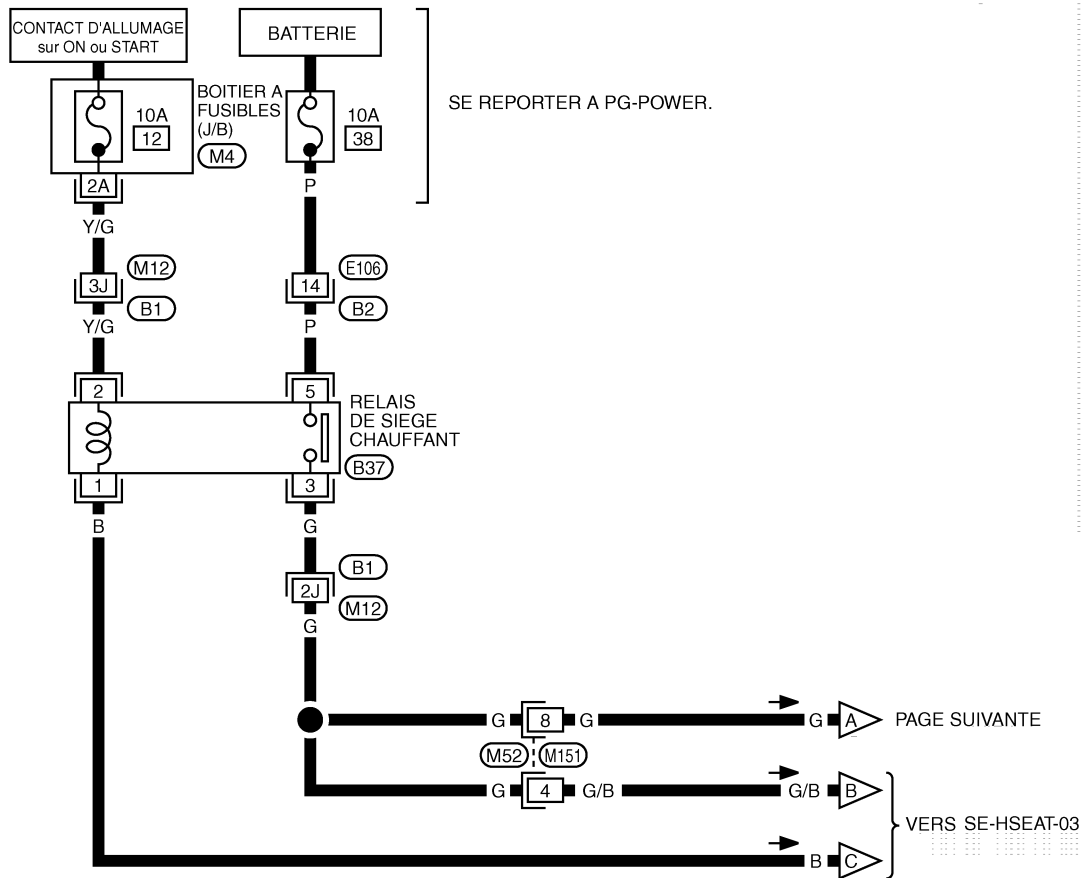 CONTACT D'ALLUMAGE
sur ON ou START
BATTERIE
BOITIER A
FUSIBLES
(J/B)
M4
10A
12
10A
38
SE REPORTER A PG-POWER.
2A
P
Y/G
M12
3J
B1
E106
14
B2
Y/G
P
2
5
RELAIS
DE SIEGE
CHAUFFANT
B37
1
3
B
G
B1
2J
M12
G
G
8
G
G
A
PAGE SUIVANTE
M52
M151
G
4
G/B
G/B
B
VERS SE-HSEAT-03
B
C